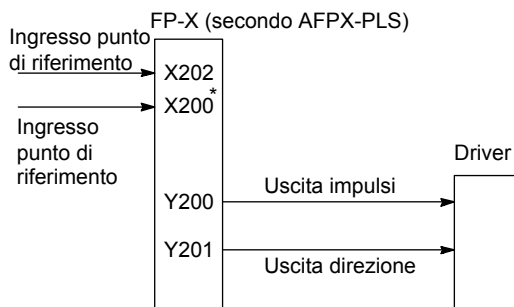 FP-X (secondo AFPX-PLS)
Ingresso punto
di riferimento
X202
X200*
Ingresso
punto di
riferimento
Driver
Y200
Uscita impulsi
Y201
Uscita direzione